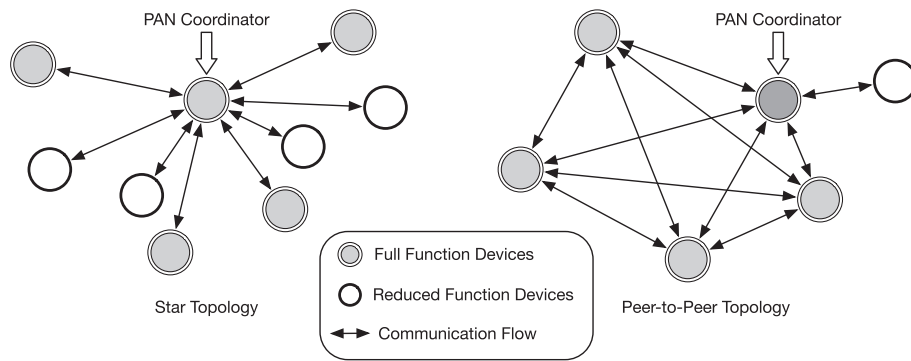 PAN Coordinator
PAN Coordinator
Full Function Devices
Reduced Function Devices
Communication Flow
Star Topology
Peer-to-Peer Topology